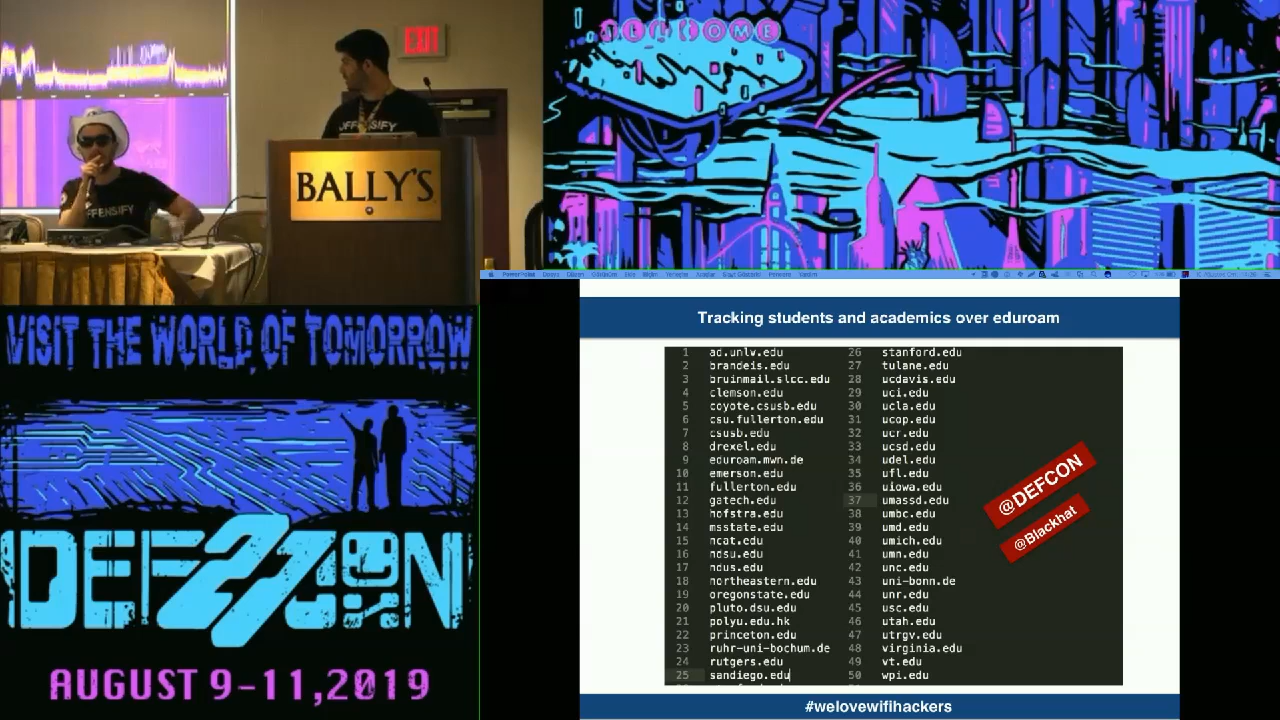 EXIT
OFFENSIFY
OFFENSIFY
BALLY'S
WELCOME
VISIT THE WORLD OF TOMORROW
DEFCON
27
AUGUST 9-11,2019
PowerPoint
Tracking students and academics over eduroam
1 ad.unlv.edu
2 brandeis.edu
3 bruinmail.slcc.edu
4 clemson.edu
5 coyote.csusb.edu
6 csu.fullerton.edu
7 csusb.edu
8 drexel.edu
9 eduroam.mwn.de
10 emerson.edu
11 fullerton.edu
12 gatech.edu
13 hofstra.edu
14 msstate.edu
15 ncat.edu
16 ndsu.edu
17 ndus.edu
18 northeastern.edu
19 oregonstate.edu
20 pluto.dsu.edu
21 polyu.edu.hk
22 princeton.edu
23 ruhr-uni-bochum.de
24 rutgers.edu
25 sandiego.edu
26 stanford.edu
27 tulane.edu
28 ucdavis.edu
29 uci.edu
30 ucla.edu
31 ucop.edu
32 ucr.edu
33 ucsd.edu
34 udel.edu
35 ufl.edu
36 uiowa.edu
37 umassd.edu
38 umbc.edu
39 umd.edu
40 umich.edu
41 umn.edu
42 unc.edu
43 uni-bonn.de
44 unr.edu
45 usc.edu
46 utah.edu
47 utrgv.edu
48 virginia.edu
49 vt.edu
50 wpi.edu
@DEFCON
@Blackhat
#welovewifihackers